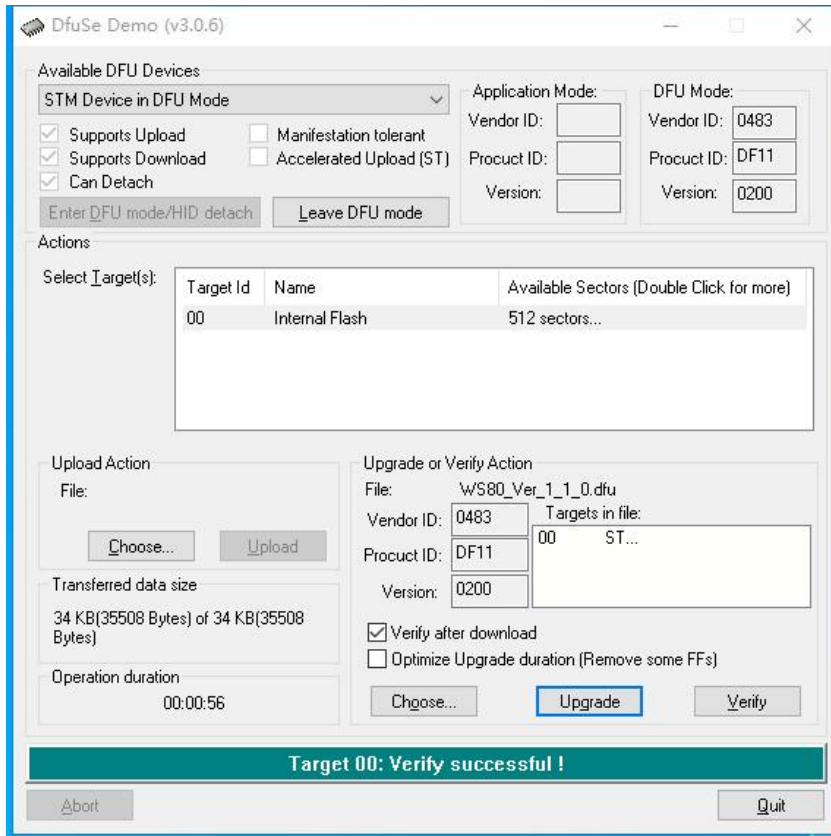 DfuSe Demo (v3.0.6)
Available DFU Devices
STM Device in DFU Mode
Supports Upload
Manifestation tolerant
Supports Download
Accelerated Upload (ST)
Can Detach
Enter DFU mode/HID detach
Leave DFU mode
Application Mode:
Vendor ID:
Procuct ID:
Version:
DFU Mode:
Vendor ID: 0483
Procuct ID: DF11
Version: 0200
Actions
Select Target(s):
Target Id Name Available Sectors (Double Click for more)
00 Internal Flash 512 sectors...
Upload Action
File:
Choose... Upload
Transferred data size
34 KB(35508 Bytes) of 34 KB(35508
Bytes)
Operation duration
00:00:56
Upgrade or Verify Action
File: WS80_Ver_1_1_0.dfu
Vendor ID: 0483
Procuct ID: DF11
Version: 0200
Targets in file:
00 ST...
Verify after download
Optimize Upgrade duration (Remove some FFs)
Choose... Upgrade Verify
Target 00: Verify successful !
Abort
Quit